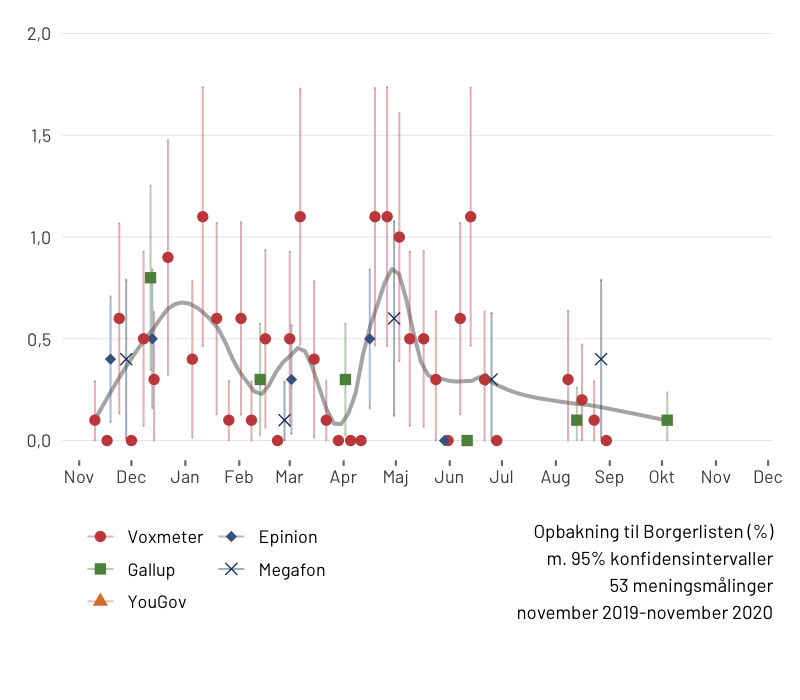 2,0
1,5
1,0
0,5
0,0
Nov Dec Jan Feb Mar Apr Maj Jun Jul Aug Sep Okt Nov Dec
Voxmeter Epinion
Gallup Megafon
YouGov
Opbakning til Borgerlisten (%)
m. 95% konfidensintervaller
53 meningsmålinger
november 2019-november 2020